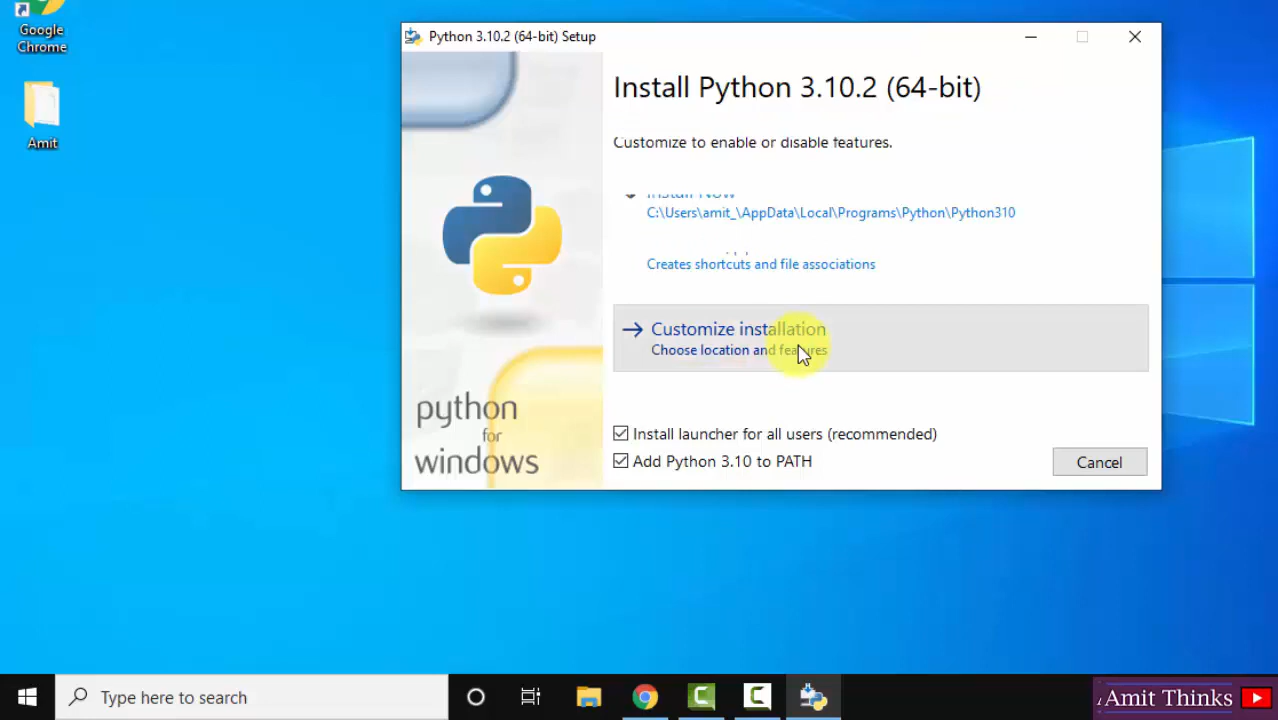 Google
Chrome
Amit
Python 3.10.2 (64-bit) Setup
Install Python 3.10.2 (64-bit)
Customize to enable or disable features.
Install Now
C:\Users\amit_\AppData\Local\Programs\Python\Python310
Creates shortcuts and file associations
Customize installation
Choose location and features
Install launcher for all users (recommended)
Add Python 3.10 to PATH
Cancel
python
for
windows
Type here to search
Amit Thinks